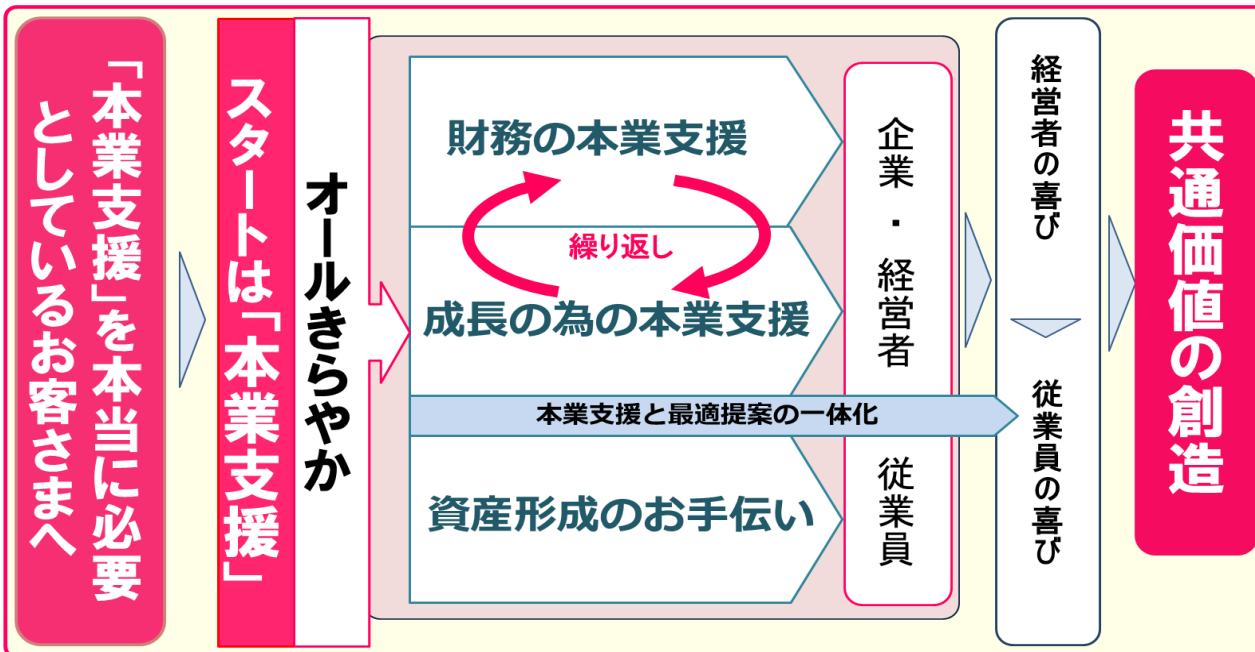 「本業支援」を本当に必要
としているお客さまへ
スタートは「本業支援」
オールきらやか
財務の本業支援
繰り返し
成長の為の本業支援
本業支援と最適提案の一体化
資産形成のお手伝い
企業・経営者
従業員
経営者の喜び
従業員の喜び
共通価値の創造